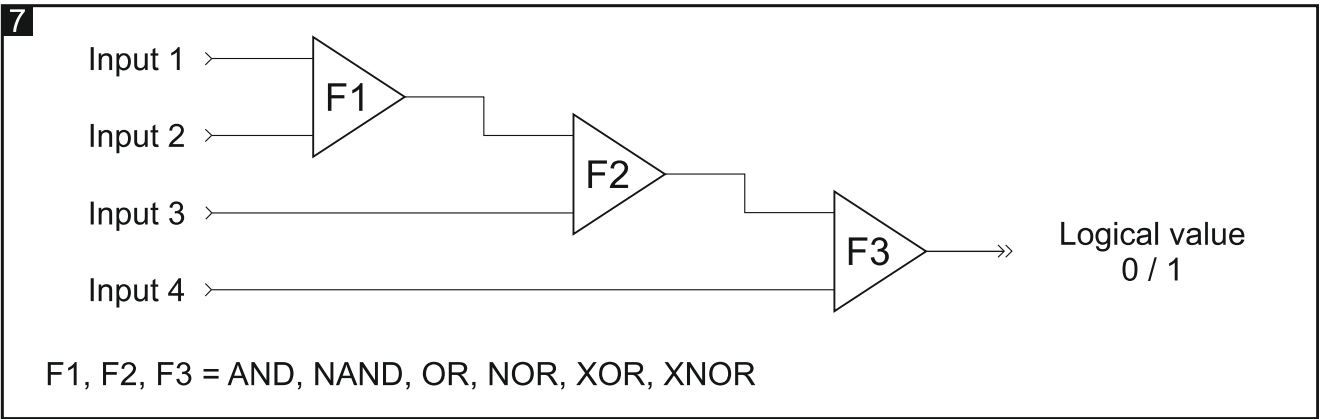 7
Input 1
F1
Input 2
F2
Input 3
F3
Logical value
0 / 1
Input 4
F1, F2, F3 = AND, NAND, OR, NOR, XOR, XNOR